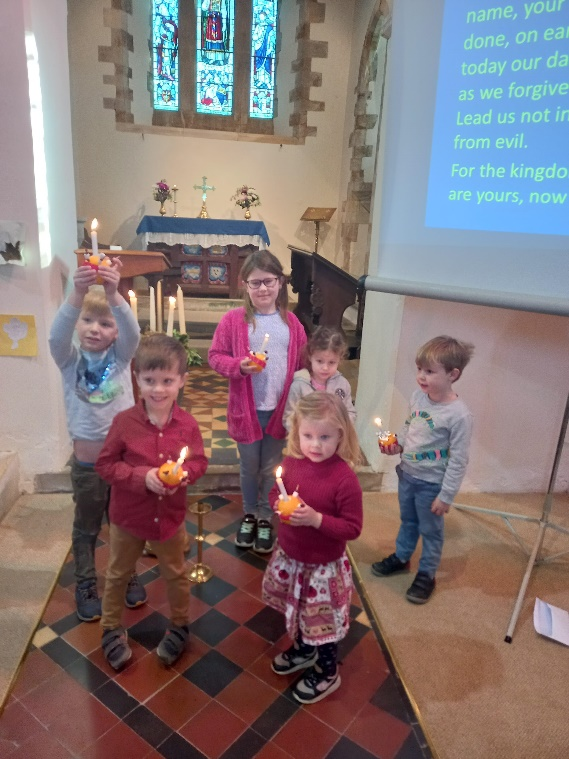 name, your
done, on ear
today our da
as we forgive
Lead us not in
from evil.
For the kingdo
are yours, now